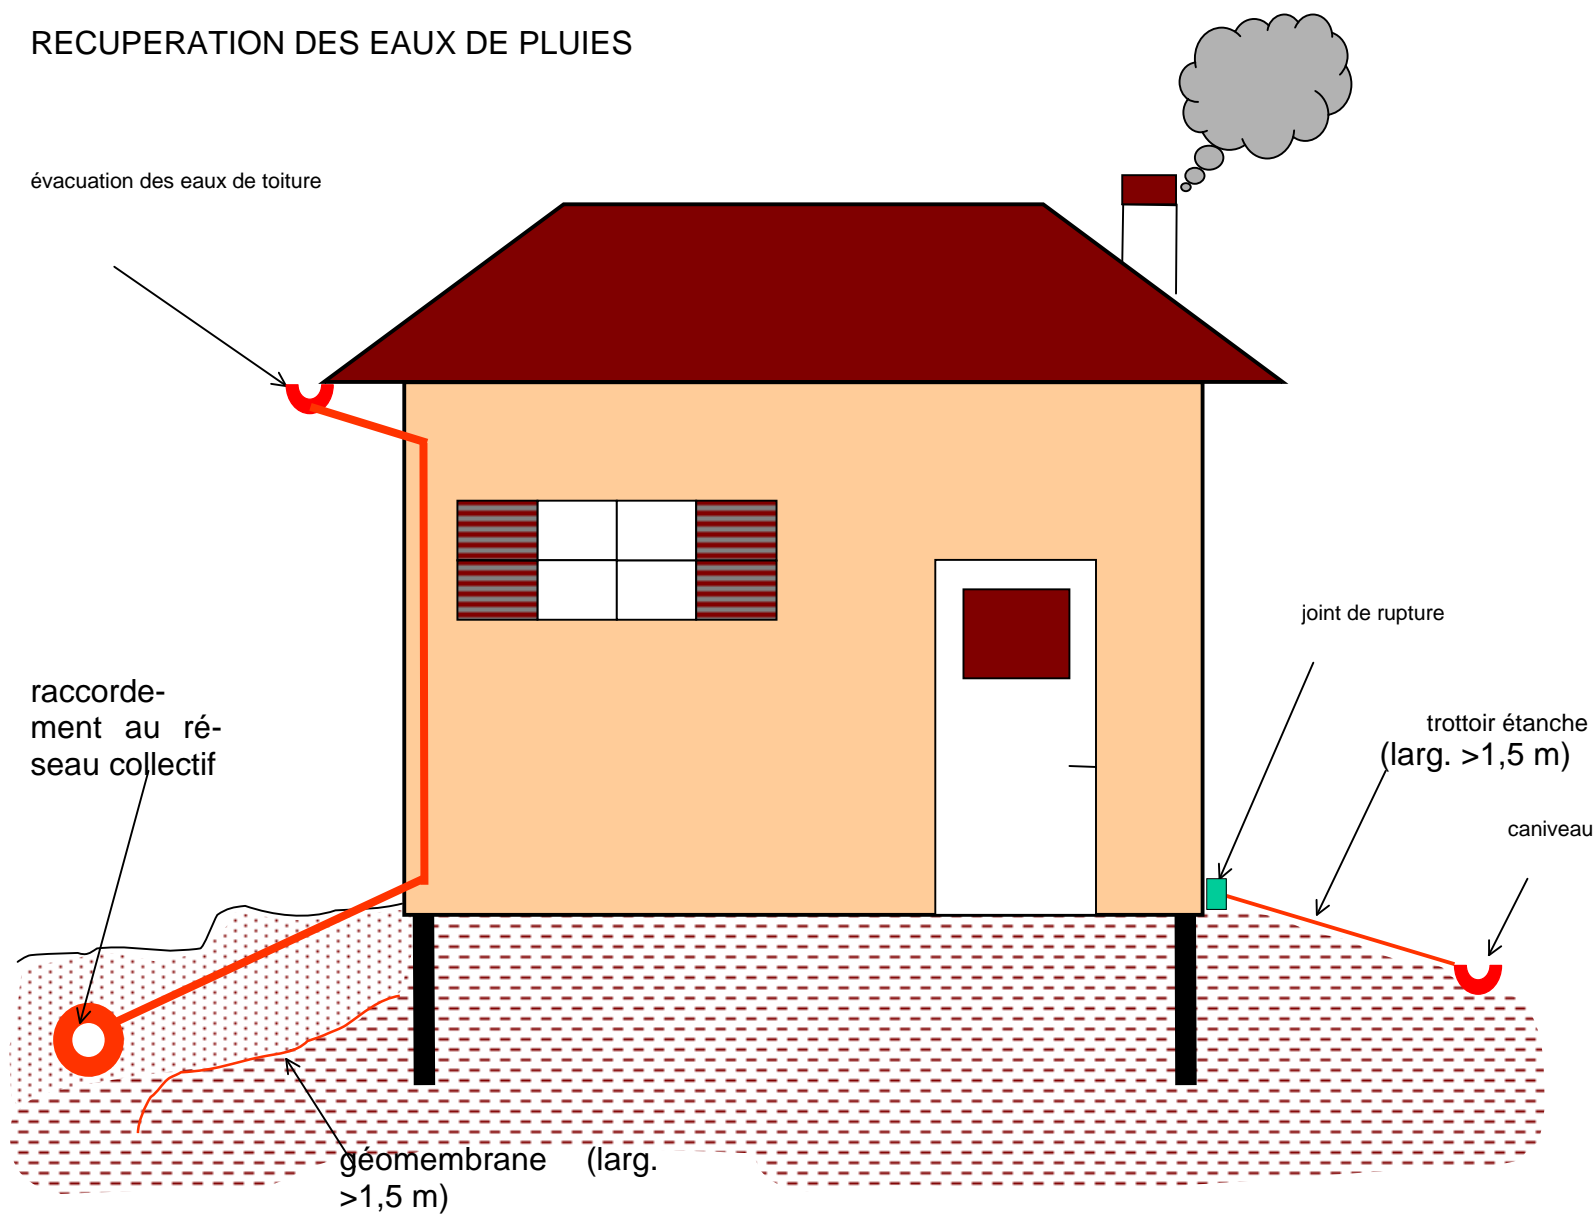 RECUPERATION DES EAUX DE PLUIES
évacuation des eaux de toiture
joint de rupture
raccorde-
ment au ré-
seau collectif
trottoir étanche
(larg. >1,5 m)
caniveau
géomembrane (larg.
>1,5 m)